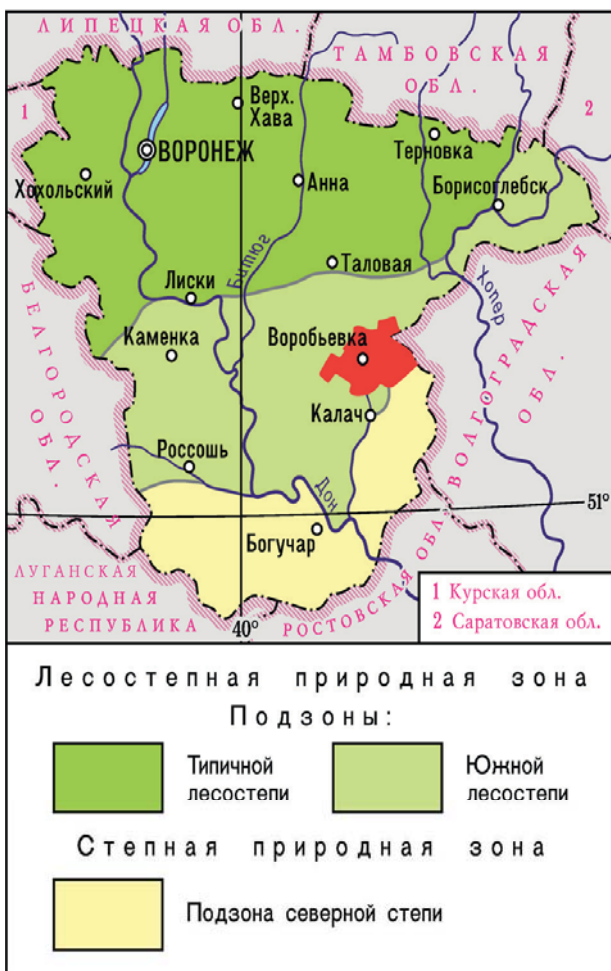 ЛИПЕЦКАЯ ОБЛ.
ТАМБОВСКАЯ
ОБЛ.
1
2
Верх.
Хава
ВОРОНЕЖ
Терновка
Хохольский
Анна
Борисоглебск
Битюг
Таловая
Лиски
Хопер
БЕЛГОРОДСКАЯ
ОБЛ.
Каменка
Воробьевка
ВОЛГОГРАДСКАЯ
ОБЛ.
Калач
Россошь
Дон
51°
Богучар
ЛУГАНСКАЯ
НАРОДНАЯ
РЕСПУБЛИКА
40°
РОСТОВСКАЯ ОБЛ.
1 Курская обл.
2 Саратовская обл.
Лесостепная природная зона
Подзоны:
Типичной
лесостепи
Южной
лесостепи
Степная природная зона
Подзона северной степи